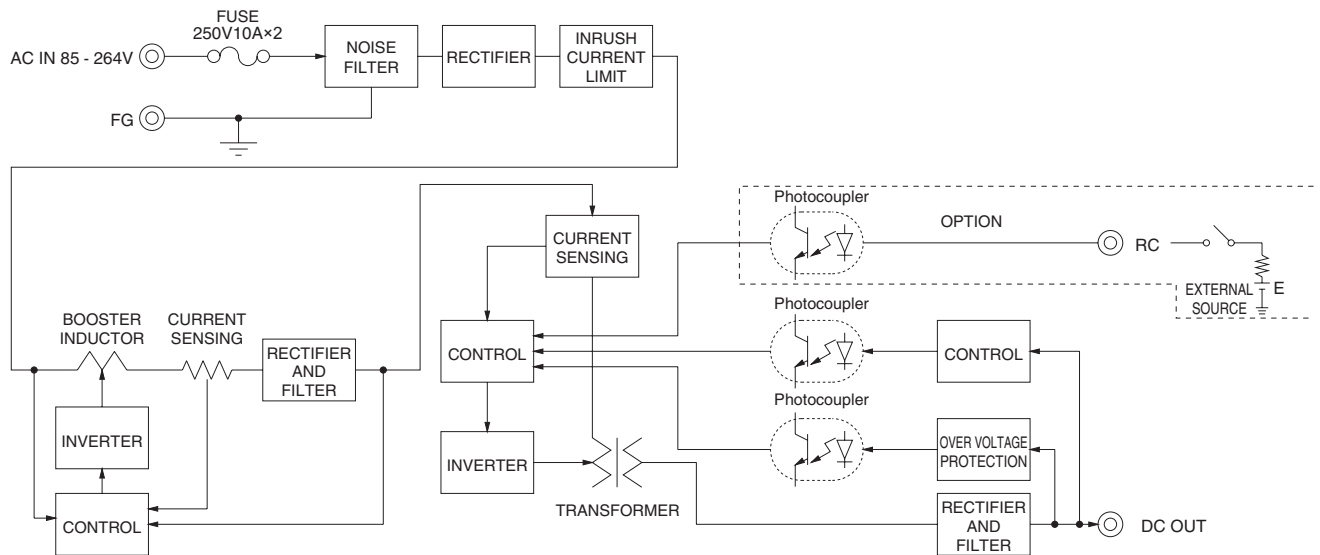 FUSE
250V10A×2
AC IN 85 - 264V
NOISE
FILTER
RECTIFIER
INRUSH
CURRENT
LIMIT
FG
Photocoupler
OPTION
RC
CURRENT
SENSING
E
EXTERNAL
SOURCE
BOOSTER
INDUCTOR
CURRENT
SENSING
RECTIFIER
AND
FILTER
Photocoupler
CONTROL
CONTROL
Photocoupler
INVERTER
INVERTER
OVER VOLTAGE
PROTECTION
TRANSFORMER
CONTROL
RECTIFIER
AND
FILTER
DC OUT